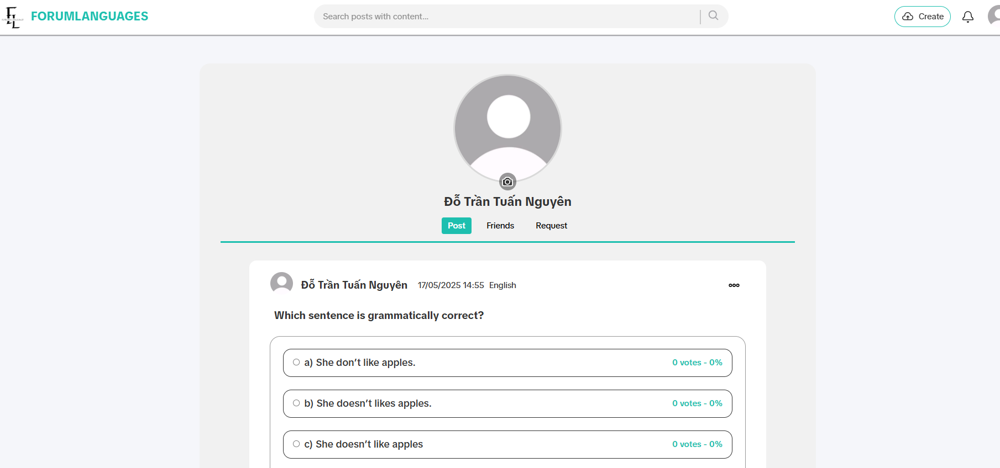 FORUMLANGUAGES
Search posts with content...
Create
Đỗ Trần Tuấn Nguyên
Post Friends Request
Đỗ Trần Tuấn Nguyên 17/05/2025 14:55 English
Which sentence is grammatically correct?
a) She don’t like apples. 0 votes - 0%
b) She doesn’t likes apples. 0 votes - 0%
c) She doesn’t like apples 0 votes - 0%